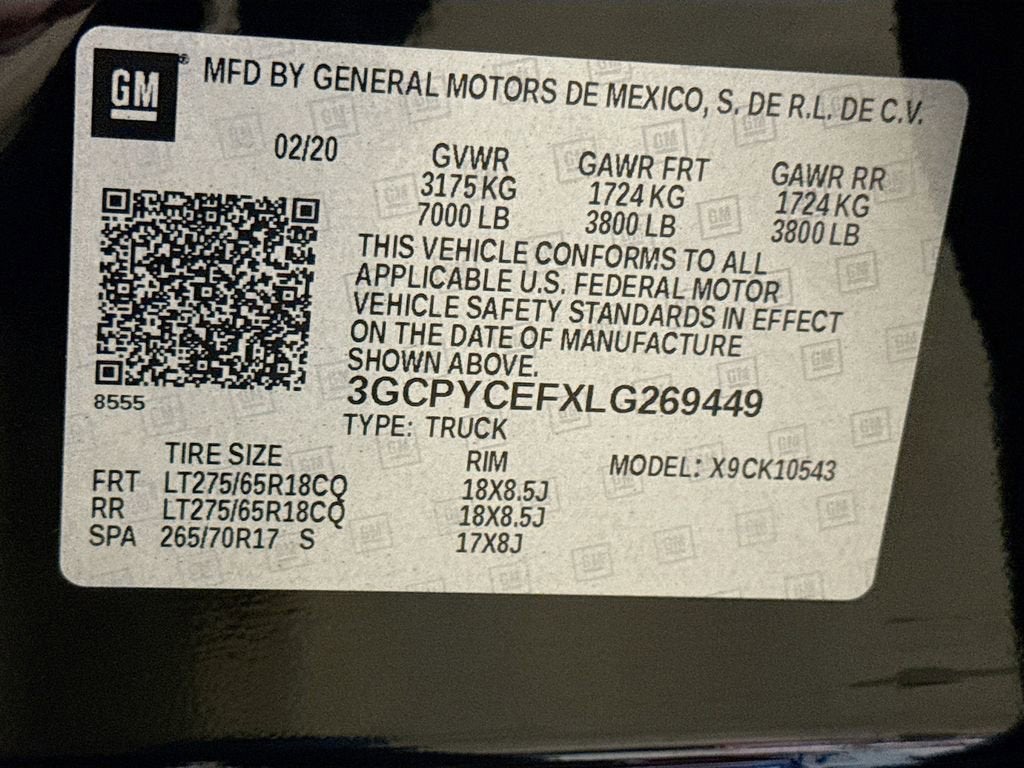 GM® MFD BY GENERAL MOTORS DE MEXICO, S. DE R.L. DE C.V.
02/20 GVWR GAWR FRT GAWR RR
3175 KG 1724 KG 1724 KG
7000 LB 3800 LB 3800 LB
THIS VEHICLE CONFORMS TO ALL
APPLICABLE U.S. FEDERAL MOTOR
VEHICLE SAFETY STANDARDS IN EFFECT
ON THE DATE OF MANUFACTURE
SHOWN ABOVE.
8555 3GCPYCEFXLG269449
TYPE: TRUCK
TIRE SIZE RIM MODEL: X9CK10543
FRT LT275/65R18CQ 18X8.5J
RR LT275/65R18CQ 18X8.5J
SPA 265/70R17 S 17X8J